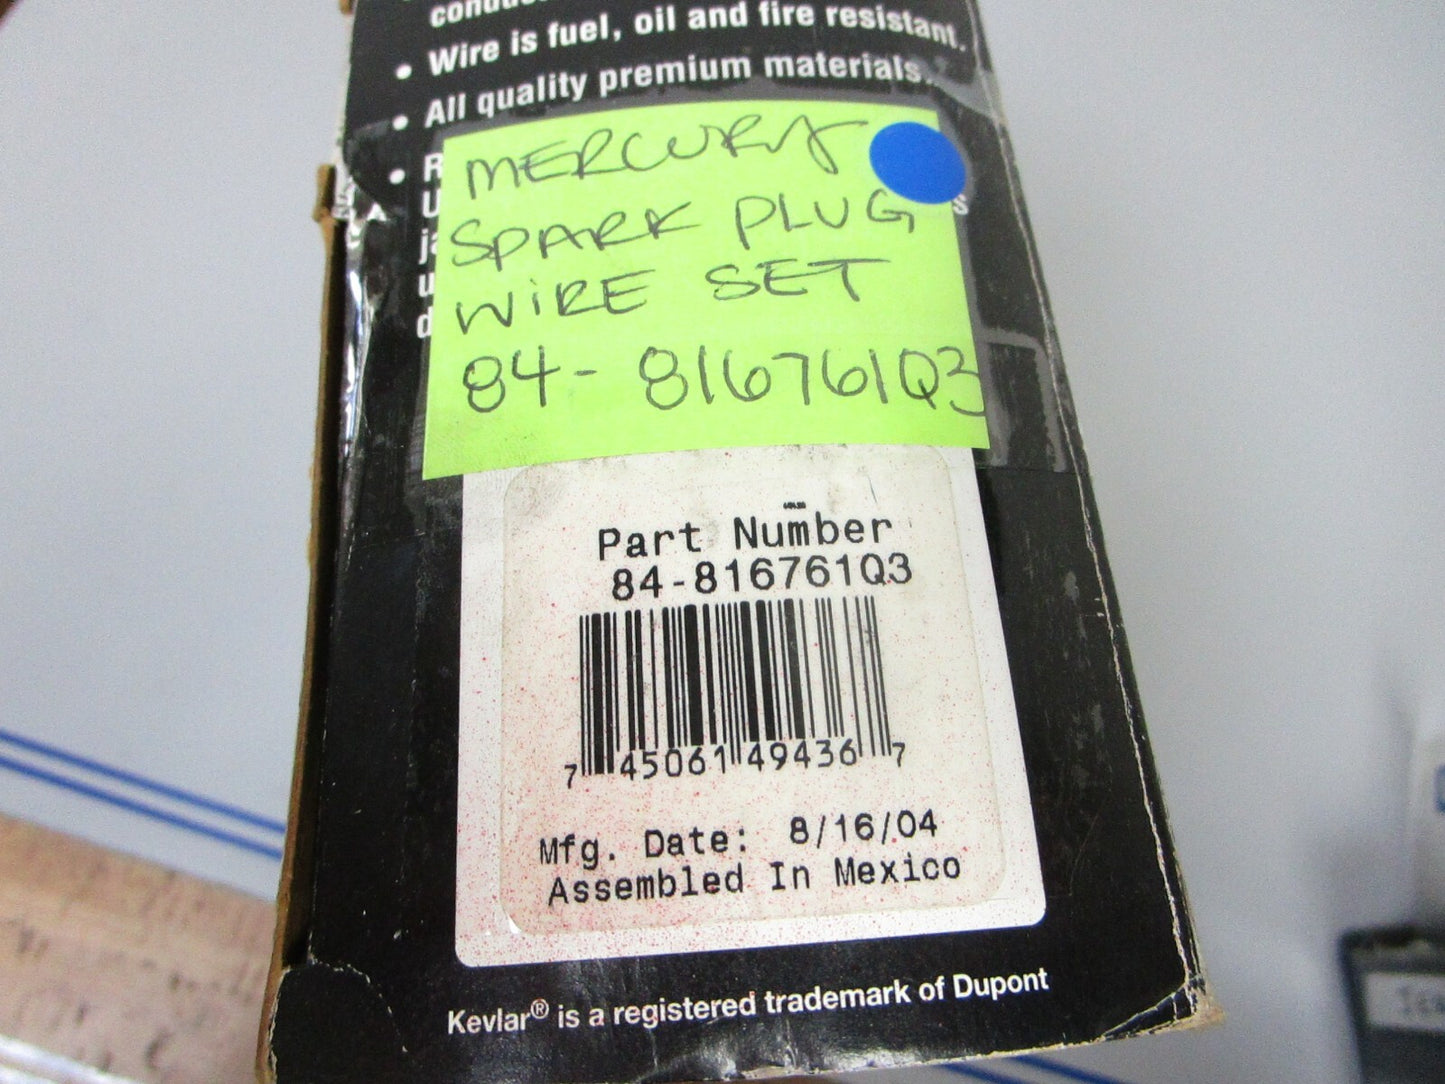 • Wire is fuel, oil and fire resistant.
• All quality premium materials.
MERCURY
SPARK PLUG
WIRE SET
84-816761Q3
Part Number
84-816761Q3
7 45061 49436 7
Mfg. Date: 8/16/04
Assembled In Mexico
Kevlar® is a registered trademark of Dupont